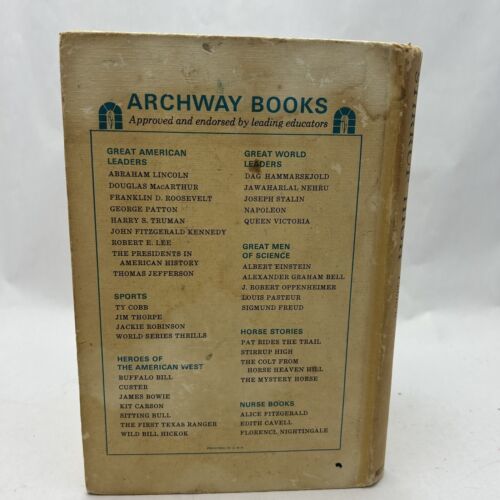 ARCHWAY BOOKS
Approved and endorsed by leading educators
GREAT AMERICAN
LEADERS
ABRAHAM LINCOLN
DOUGLAS MacARTHUR
FRANKLIN D. ROOSEVELT
GEORGE PATTON
HARRY S. TRUMAN
JOHN FITZGERALD KENNEDY
ROBERT E. LEE
THE PRESIDENTS IN
AMERICAN HISTORY
THOMAS JEFFERSON
SPORTS
TY COBB
JIM THORPE
JACKIE ROBINSON
WORLD SERIES THRILLS
HEROES OF
THE AMERICAN WEST
BUFFALO BILL
CUSTER
JAMES BOWIE
KIT CARSON
SITTING BULL
THE FIRST TEXAS RANGER
WILD BILL HICKOK
GREAT WORLD
LEADERS
DAG HAMMARSKJOLD
JAWAHARLAL NEHRU
JOSEPH STALIN
NAPOLEON
QUEEN VICTORIA
GREAT MEN
OF SCIENCE
ALBERT EINSTEIN
ALEXANDER GRAHAM BELL
J. ROBERT OPPENHEIMER
LOUIS PASTEUR
SIGMUND FREUD
HORSE STORIES
PAT RIDES THE TRAIL
STIRRUP HIGH
THE COLT FROM
HORSE HEAVEN HILL
THE MYSTERY HORSE
NURSE BOOKS
ALICE FITZGERALD
EDITH CAVELL
FLORENCE NIGHTINGALE